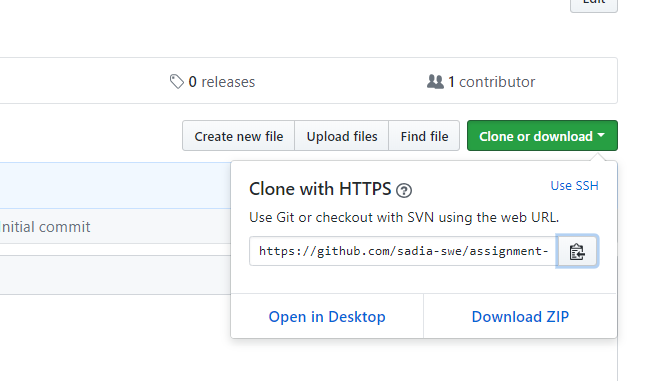 Edit
0 releases
1 contributor
Create new file
Upload files
Find file
Clone or download
Clone with HTTPS
Use SSH
Use Git or checkout with SVN using the web URL.
Initial commit
https://github.com/sadia-swe/assignment-
Open in Desktop
Download ZIP